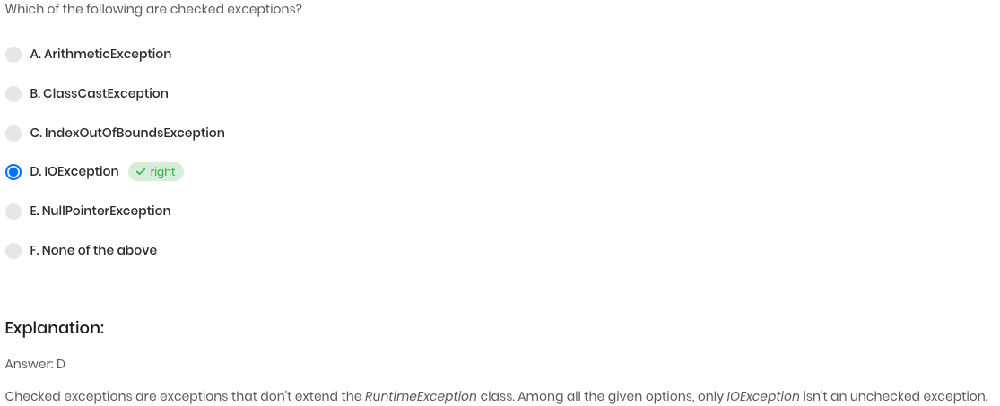 Which of the following are checked exceptions?
A. ArithmeticException
B. ClassCastException
C. IndexOutOfBoundsException
D. IOException ✓ right
E. NullPointerException
F. None of the above
Explanation:
Answer: D
Checked exceptions are exceptions that don't extend the RuntimeException class. Among all the given options, only IOException isn't an unchecked exception.